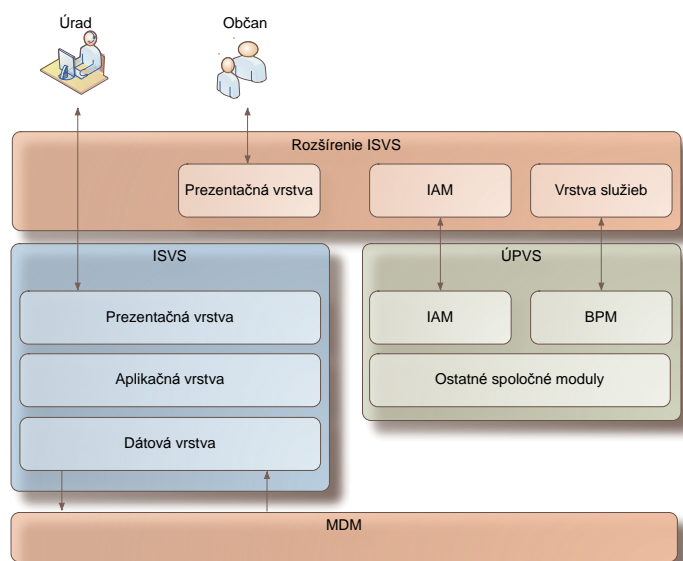 Úrad
Občan
Rozšírenie ISVS
Prezentačná vrstva
IAM
Vrstva služieb
ISVS
ÚPVS
Prezentačná vrstva
IAM
BPM
Aplikačná vrstva
Ostatné spoločné moduly
Dátová vrstva
MDM